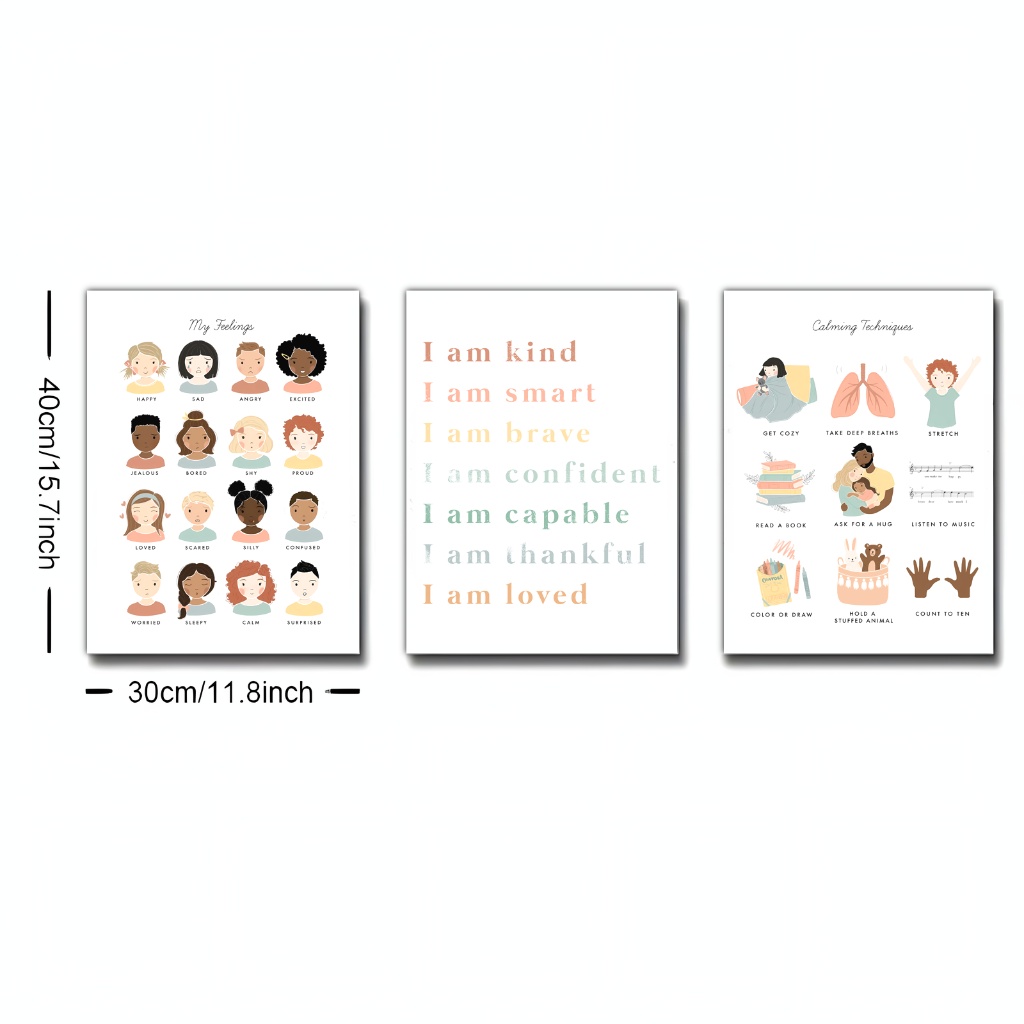 My Feelings
HAPPY SAD ANGRY EXCITED
JEALOUS BORED SHY PROUD
LOVED SCARED SILLY CONFUSED
WORRIED SLEEPY CALM SURPRISED
I am kind
I am smart
I am brave
I am confident
I am capable
I am thankful
I am loved
Calming Techniques
GET COZY TAKE DEEP BREATHS STRETCH
READ A BOOK ASK FOR A HUG LISTEN TO MUSIC
COLOR OR DRAW HOLD A STUFFED ANIMAL COUNT TO TEN
40cm/15.7inch
30cm/11.8inch